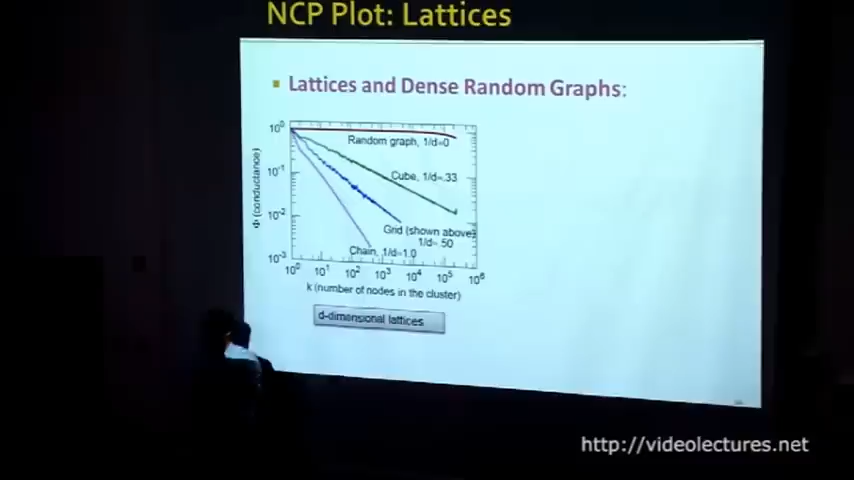 NCP Plot: Lattices
Lattices and Dense Random Graphs:
10^0
Random graph, 1/d=0
10^-1
Cube, 1/d=.33
Φ (conductance)
10^-2
Grid (shown above)
1/d=.50
Chain, 1/d=1.0
10^-3
10^0 10^1 10^2 10^3 10^4 10^5 10^6
k (number of nodes in the cluster)
d-dimensional lattices
http://videolectures.net